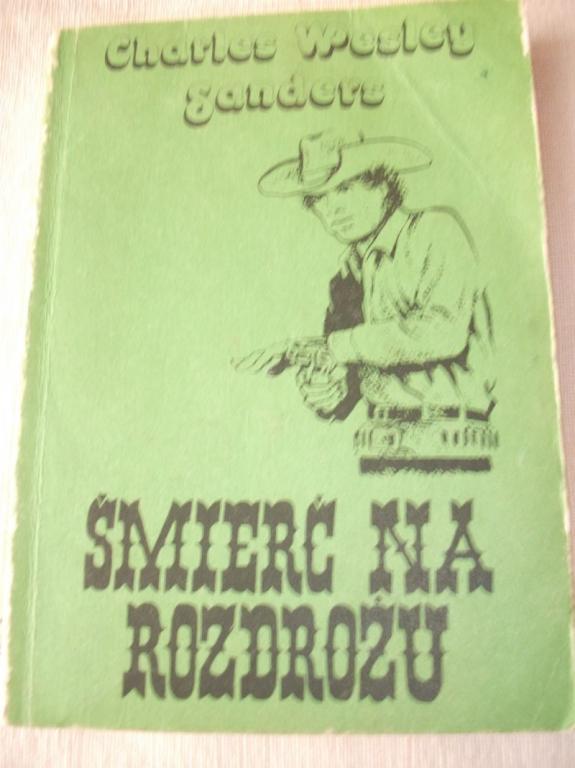 Charles Wesley
Sanders
ŚMIERĆ NA
ROZDROŻU